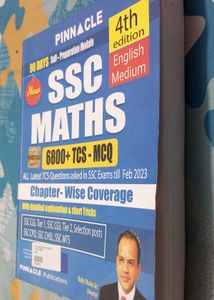 PINNACLE
4th
edition
English
Medium
90 DAYS Self - Preparation Module
New
SSC
MATHS
6800+ TCS - MCQ
ALL Latest TCS Questions asked in SSC Exams till Feb 2023
Chapter- Wise Coverage
With detailed explanation & short Tricks
SSC CGL Tier 1, SSC CGL Tier 2, Selection posts
SSC CPO, SSC CHSL, SSC MTS
PINNACLE Publications
Director